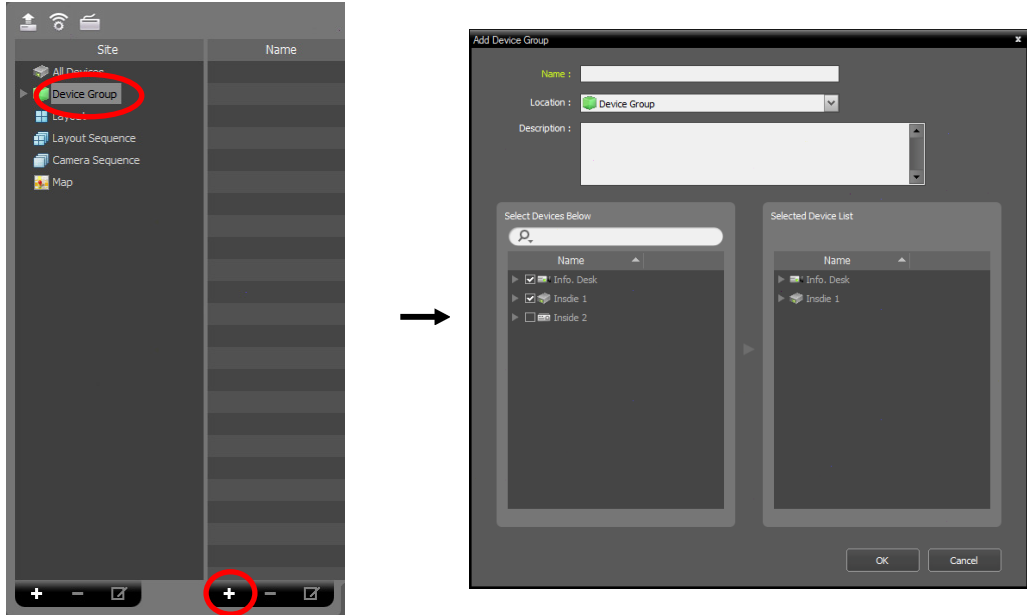 Site
Name
All Devices
Device Group
Layout
Layout Sequence
Camera Sequence
Map
Add Device Group
x
Name :
Location :
Device Group
Description :
Select Devices Below
Name
Info. Desk
Insdie 1
Inside 2
Selected Device List
Name
Info. Desk
Insdie 1
OK
Cancel